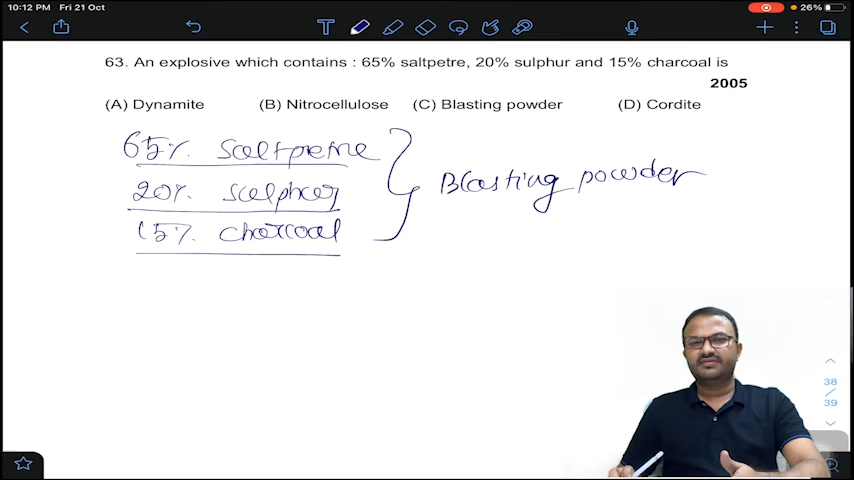 10:12 PM Fri 21 Oct
26%
63. An explosive which contains : 65% saltpetre, 20% sulphur and 15% charcoal is
2005
(A) Dynamite (B) Nitrocellulose (C) Blasting powder (D) Cordite
65% Saltpetre
20% Sulphur
15% Charcoal
Blasting powder
38
/
39